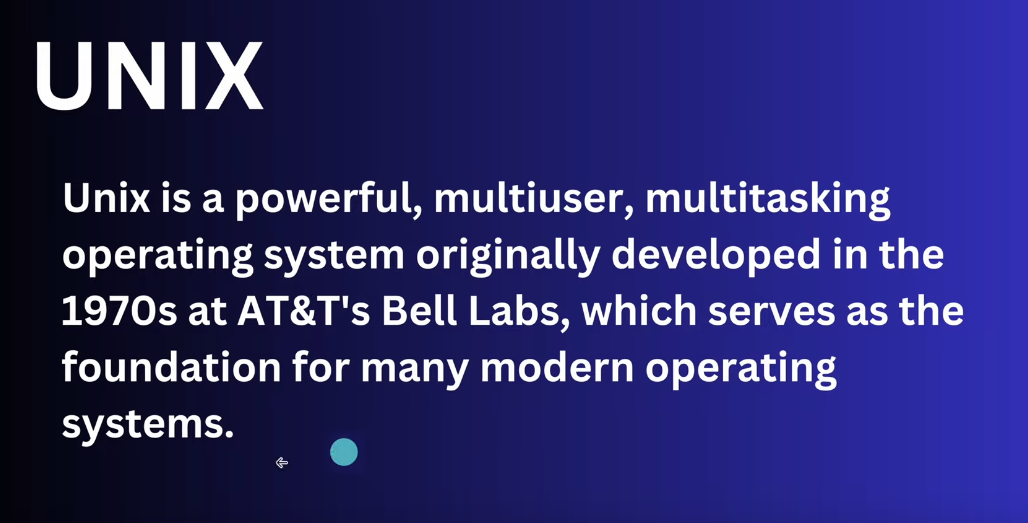 UNIX
Unix is a powerful, multiuser, multitasking
operating system originally developed in the
1970s at AT&T's Bell Labs, which serves as the
foundation for many modern operating
systems.